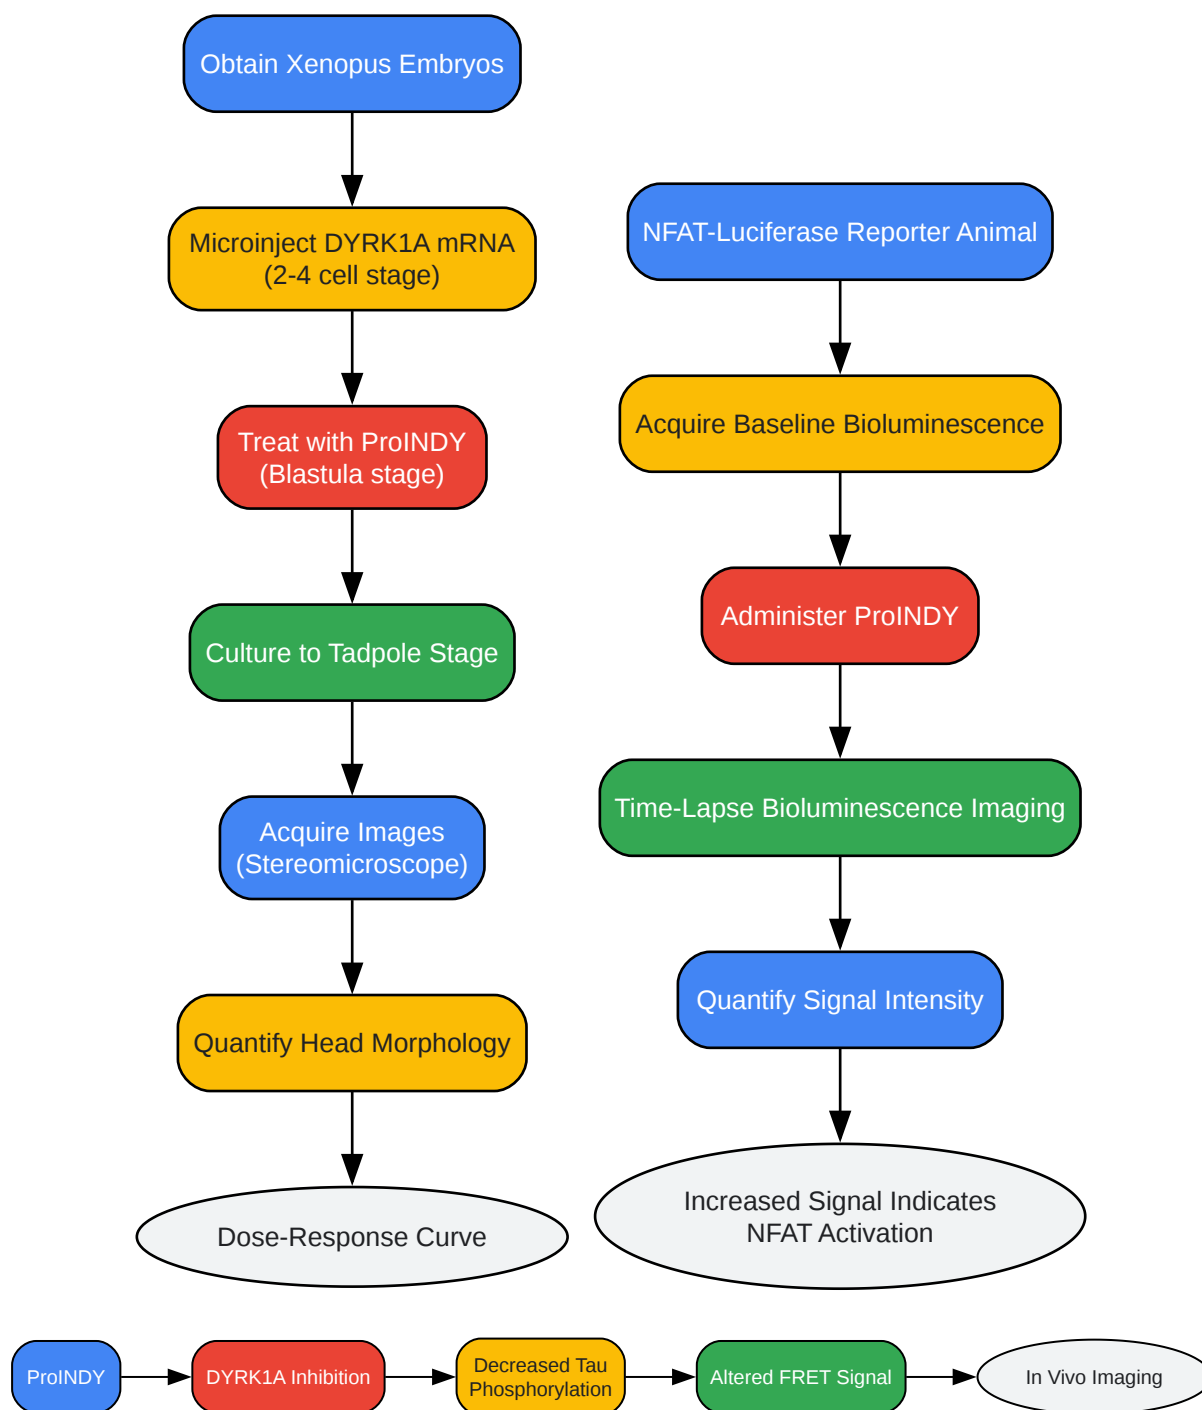 Obtain Xenopus Embryos
Microinject DYRK1A mRNA
(2-4 cell stage)
Treat with ProINDY
(Blastula stage)
Culture to Tadpole Stage
Acquire Images
(Stereomicroscope)
Quantify Head Morphology
Dose-Response Curve
NFAT-Luciferase Reporter Animal
Acquire Baseline Bioluminescence
Administer ProINDY
Time-Lapse Bioluminescence Imaging
Quantify Signal Intensity
Increased Signal Indicates
NFAT Activation
ProINDY
DYRK1A Inhibition
Decreased Tau
Phosphorylation
Altered FRET Signal
In Vivo Imaging